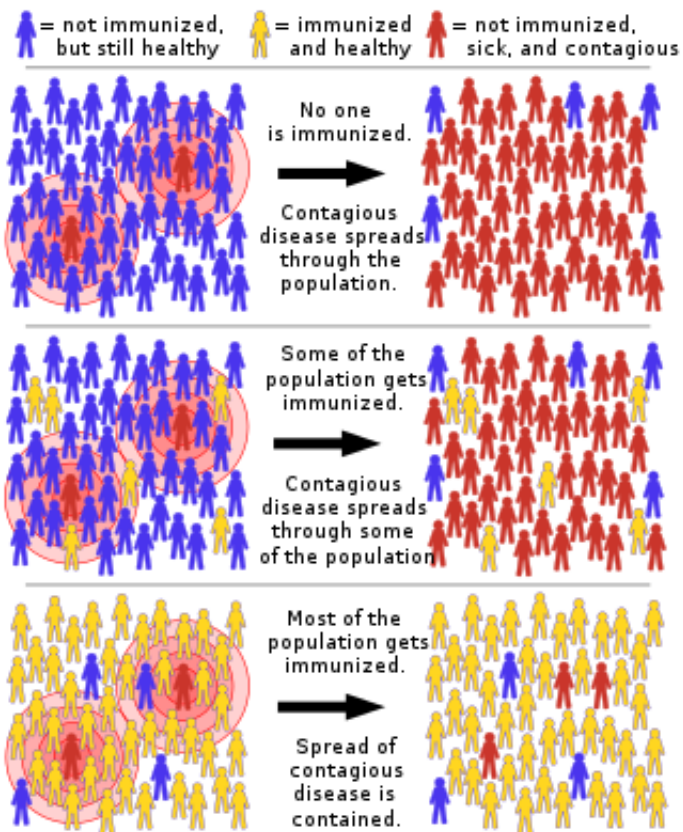 = not immunized, but still healthy
= immunized and healthy
= not immunized, sick, and contagious
No one
is immunized.
Contagious
disease spreads
through the
population.
Some of the
population gets
immunized.
Contagious
disease spreads
through some
of the population
Most of the
population gets
immunized.
Spread of
contagious
disease is
contained.